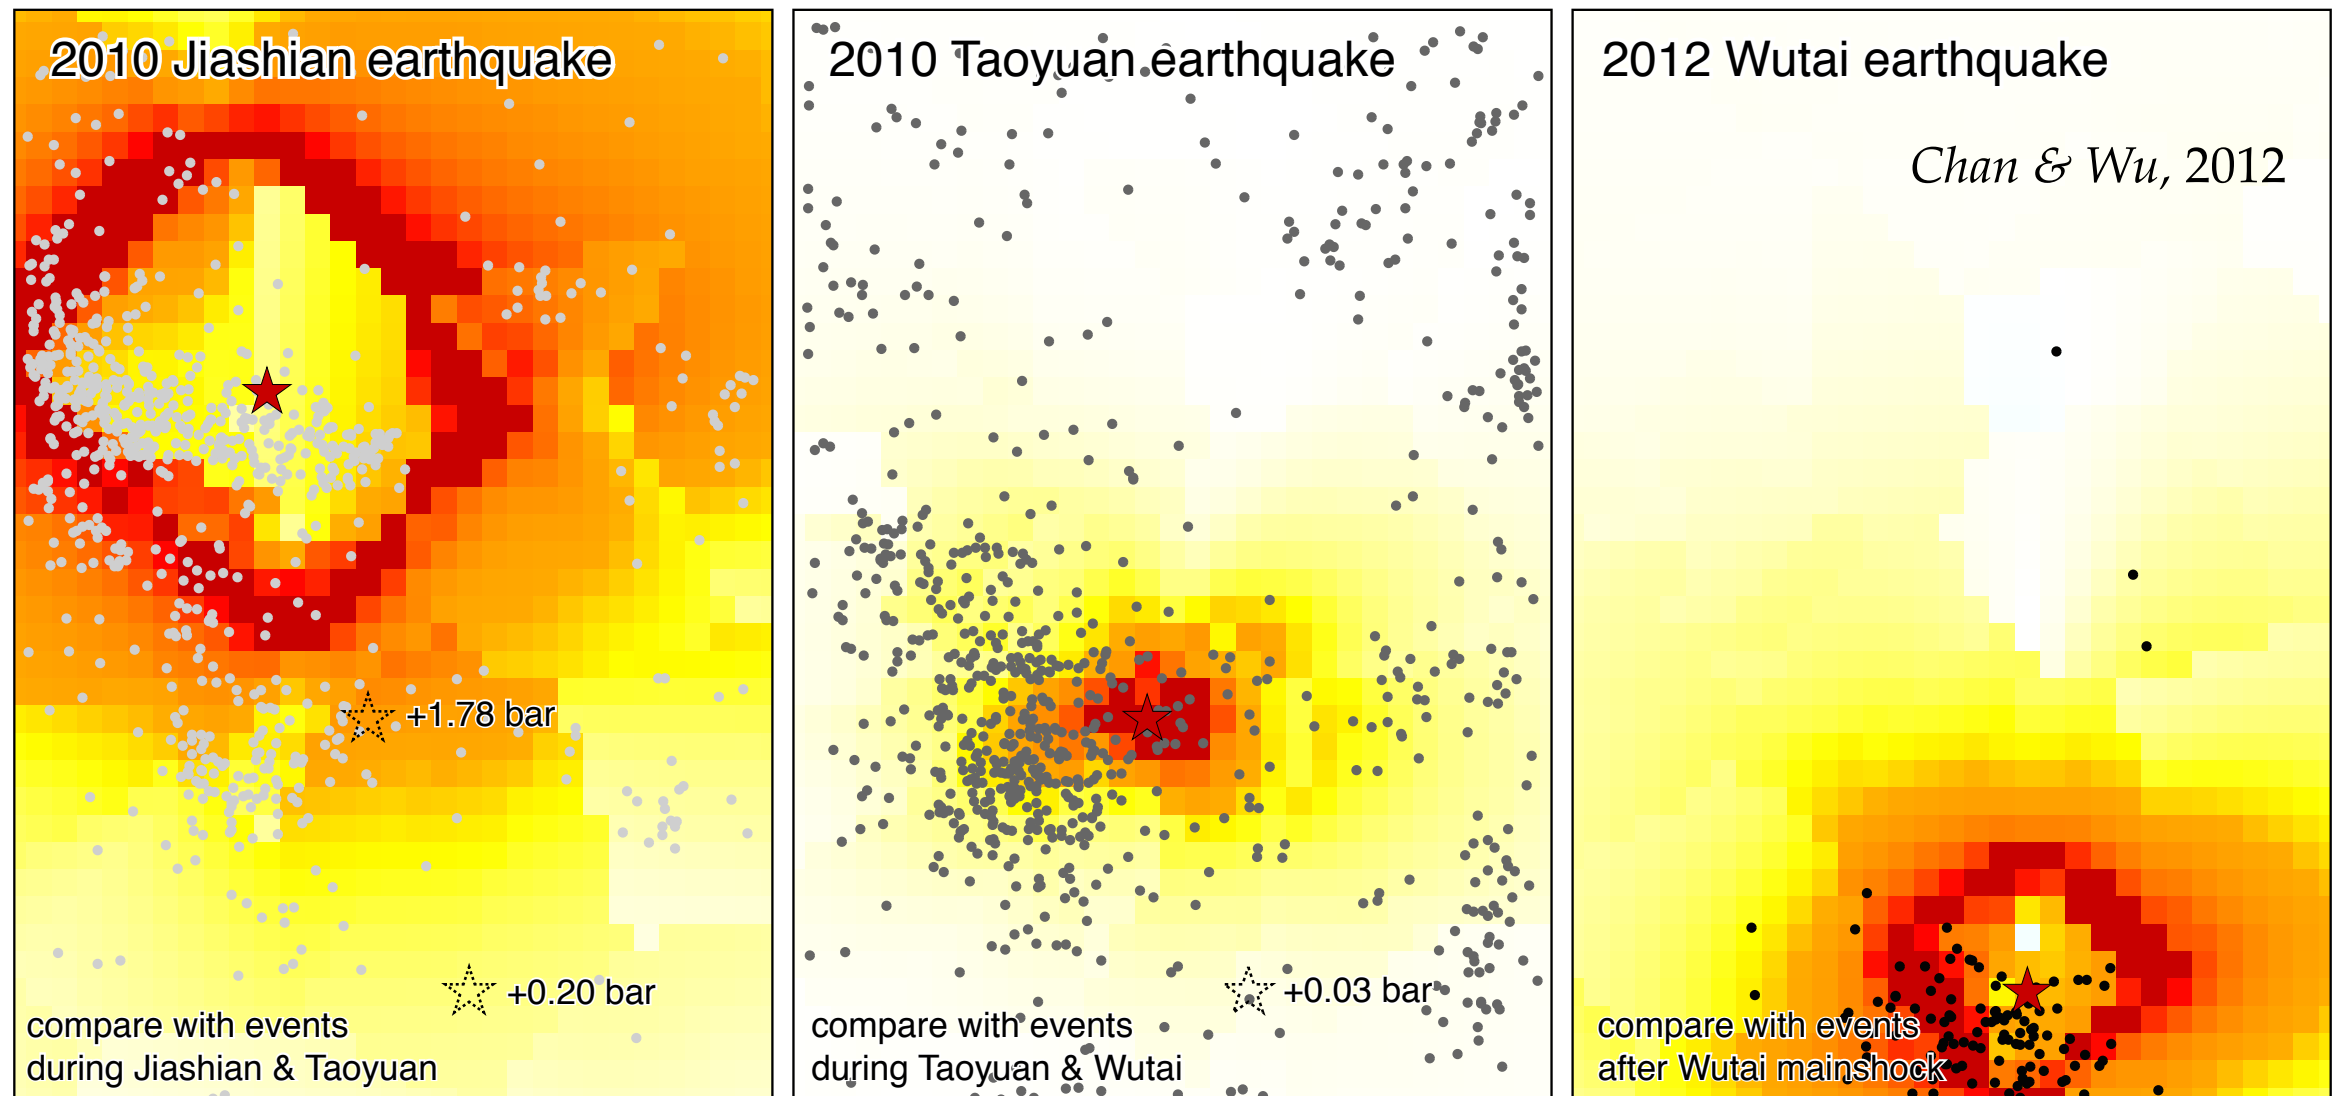 2010 Jiashian earthquake
+1.78 bar
+0.20 bar
compare with events
during Jiashian & Taoyuan
2010 Taoyuan earthquake
+0.03 bar
compare with events
during Taoyuan & Wutai
2012 Wutai earthquake
Chan & Wu, 2012
compare with events
after Wutai mainshock